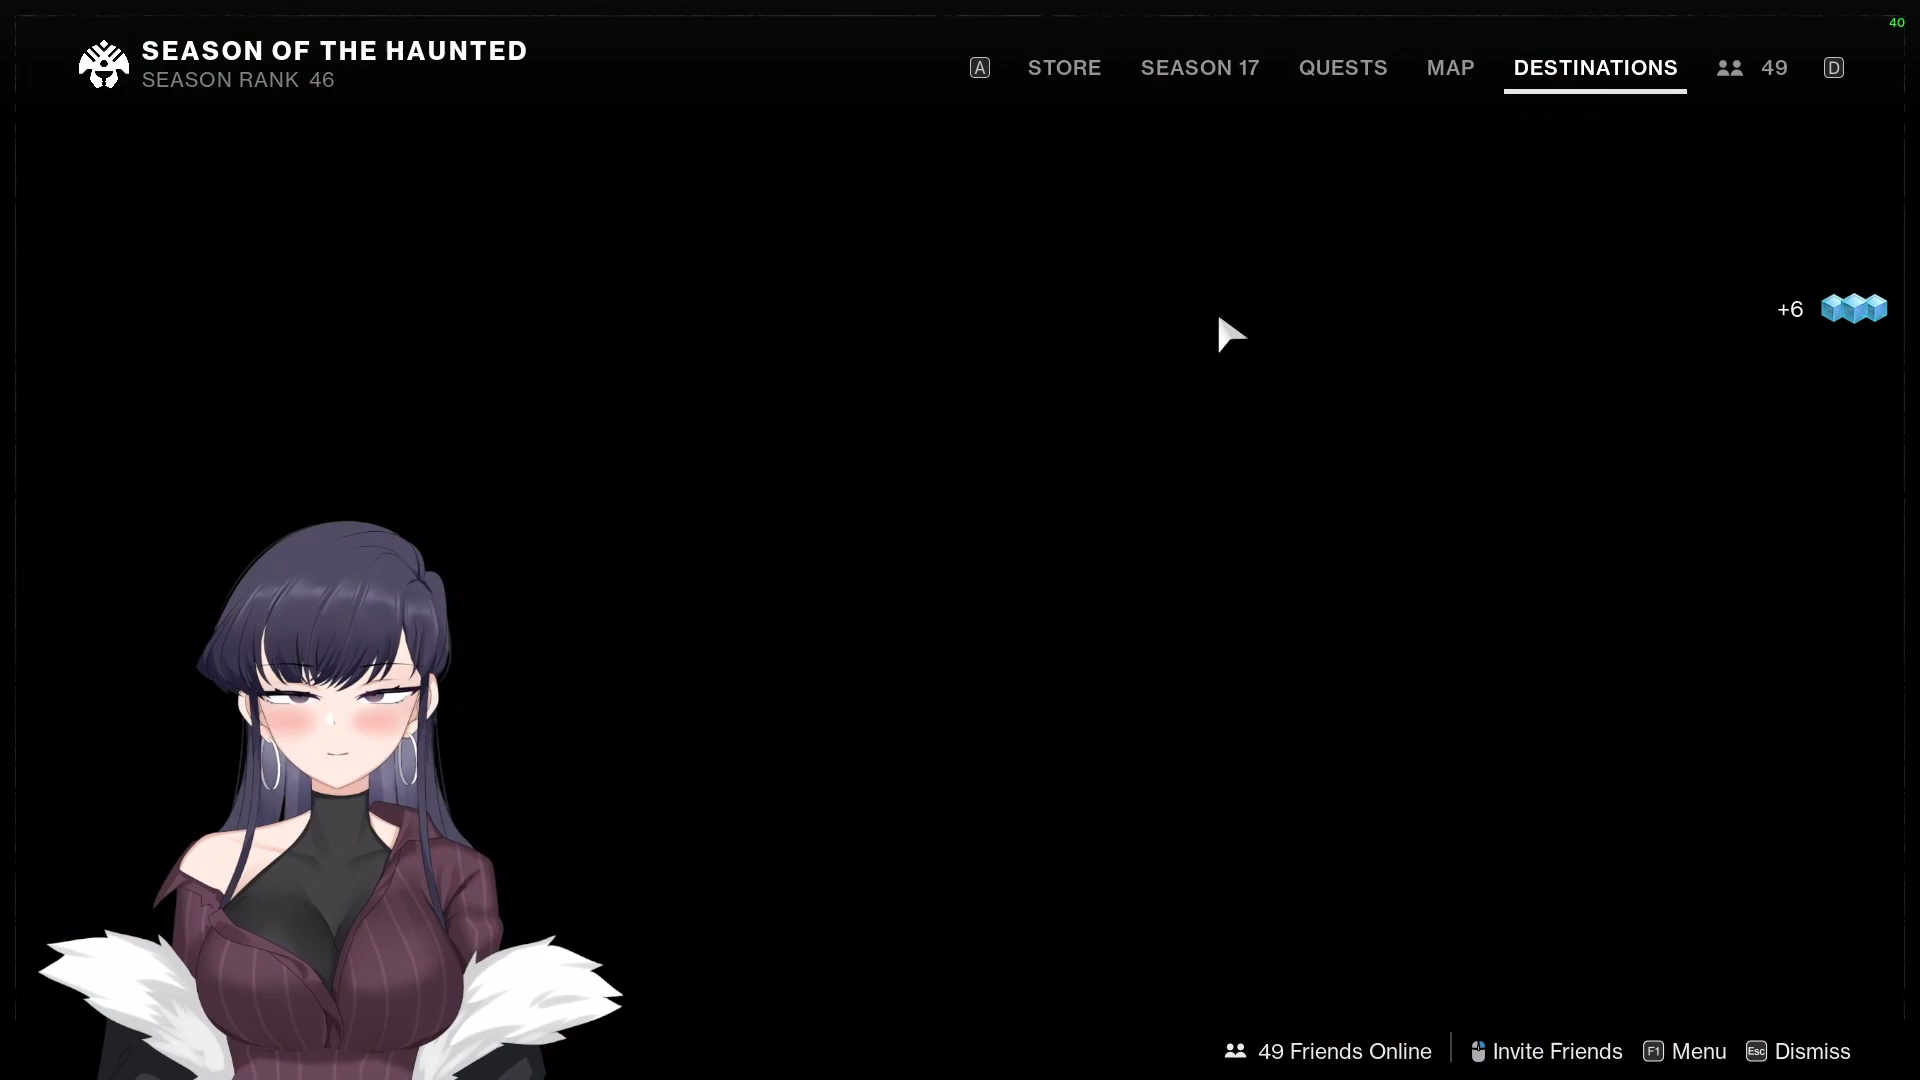 40
SEASON OF THE HAUNTED
SEASON RANK 46
A STORE SEASON 17 QUESTS MAP DESTINATIONS 49 D
+6
49 Friends Online Invite Friends F1 Menu Esc Dismiss